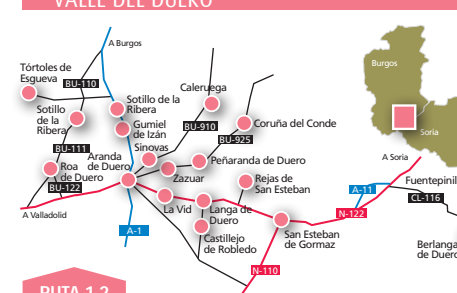 VALLE DEL DUERO
A Burgos
Tórtoles de
Esgueva
BU-110
Sotillo
de la
Ribera
Sotillo de la
Ribera
Gumiel
de Izán
Caleruega
BU-910
BU-925
Coruña del Conde
Burgos
Soria
BU-111
Aranda
de Duero
Sinovas
Roa
de Duero
BU-122
Zazuar
Peñaranda de Duero
Rejas de
San Esteban
A Soria
A-11
Fuentepinil
CL-116
A Valladolid
La Vid
Langa de
Duero
N-122
A-1
Castillejo
de Robledo
San Esteban
de Gormaz
Berlanga
de Duero
N-110
RUTA 1.2